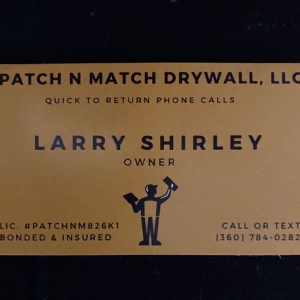 PATCH N MATCH DRYWALL, LLC
QUICK TO RETURN PHONE CALLS
LARRY SHIRLEY
OWNER
LIC. #PATCHNM826K1
BONDED & INSURED
CALL OR TEXT
(360) 784-0282